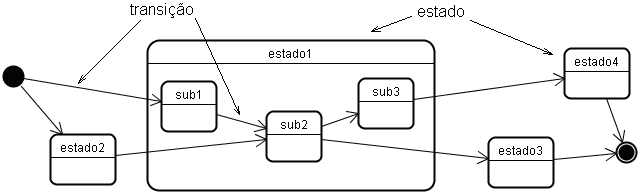 transição
estado
estado1
estado4
sub1
sub3
sub2
estado2
estado3